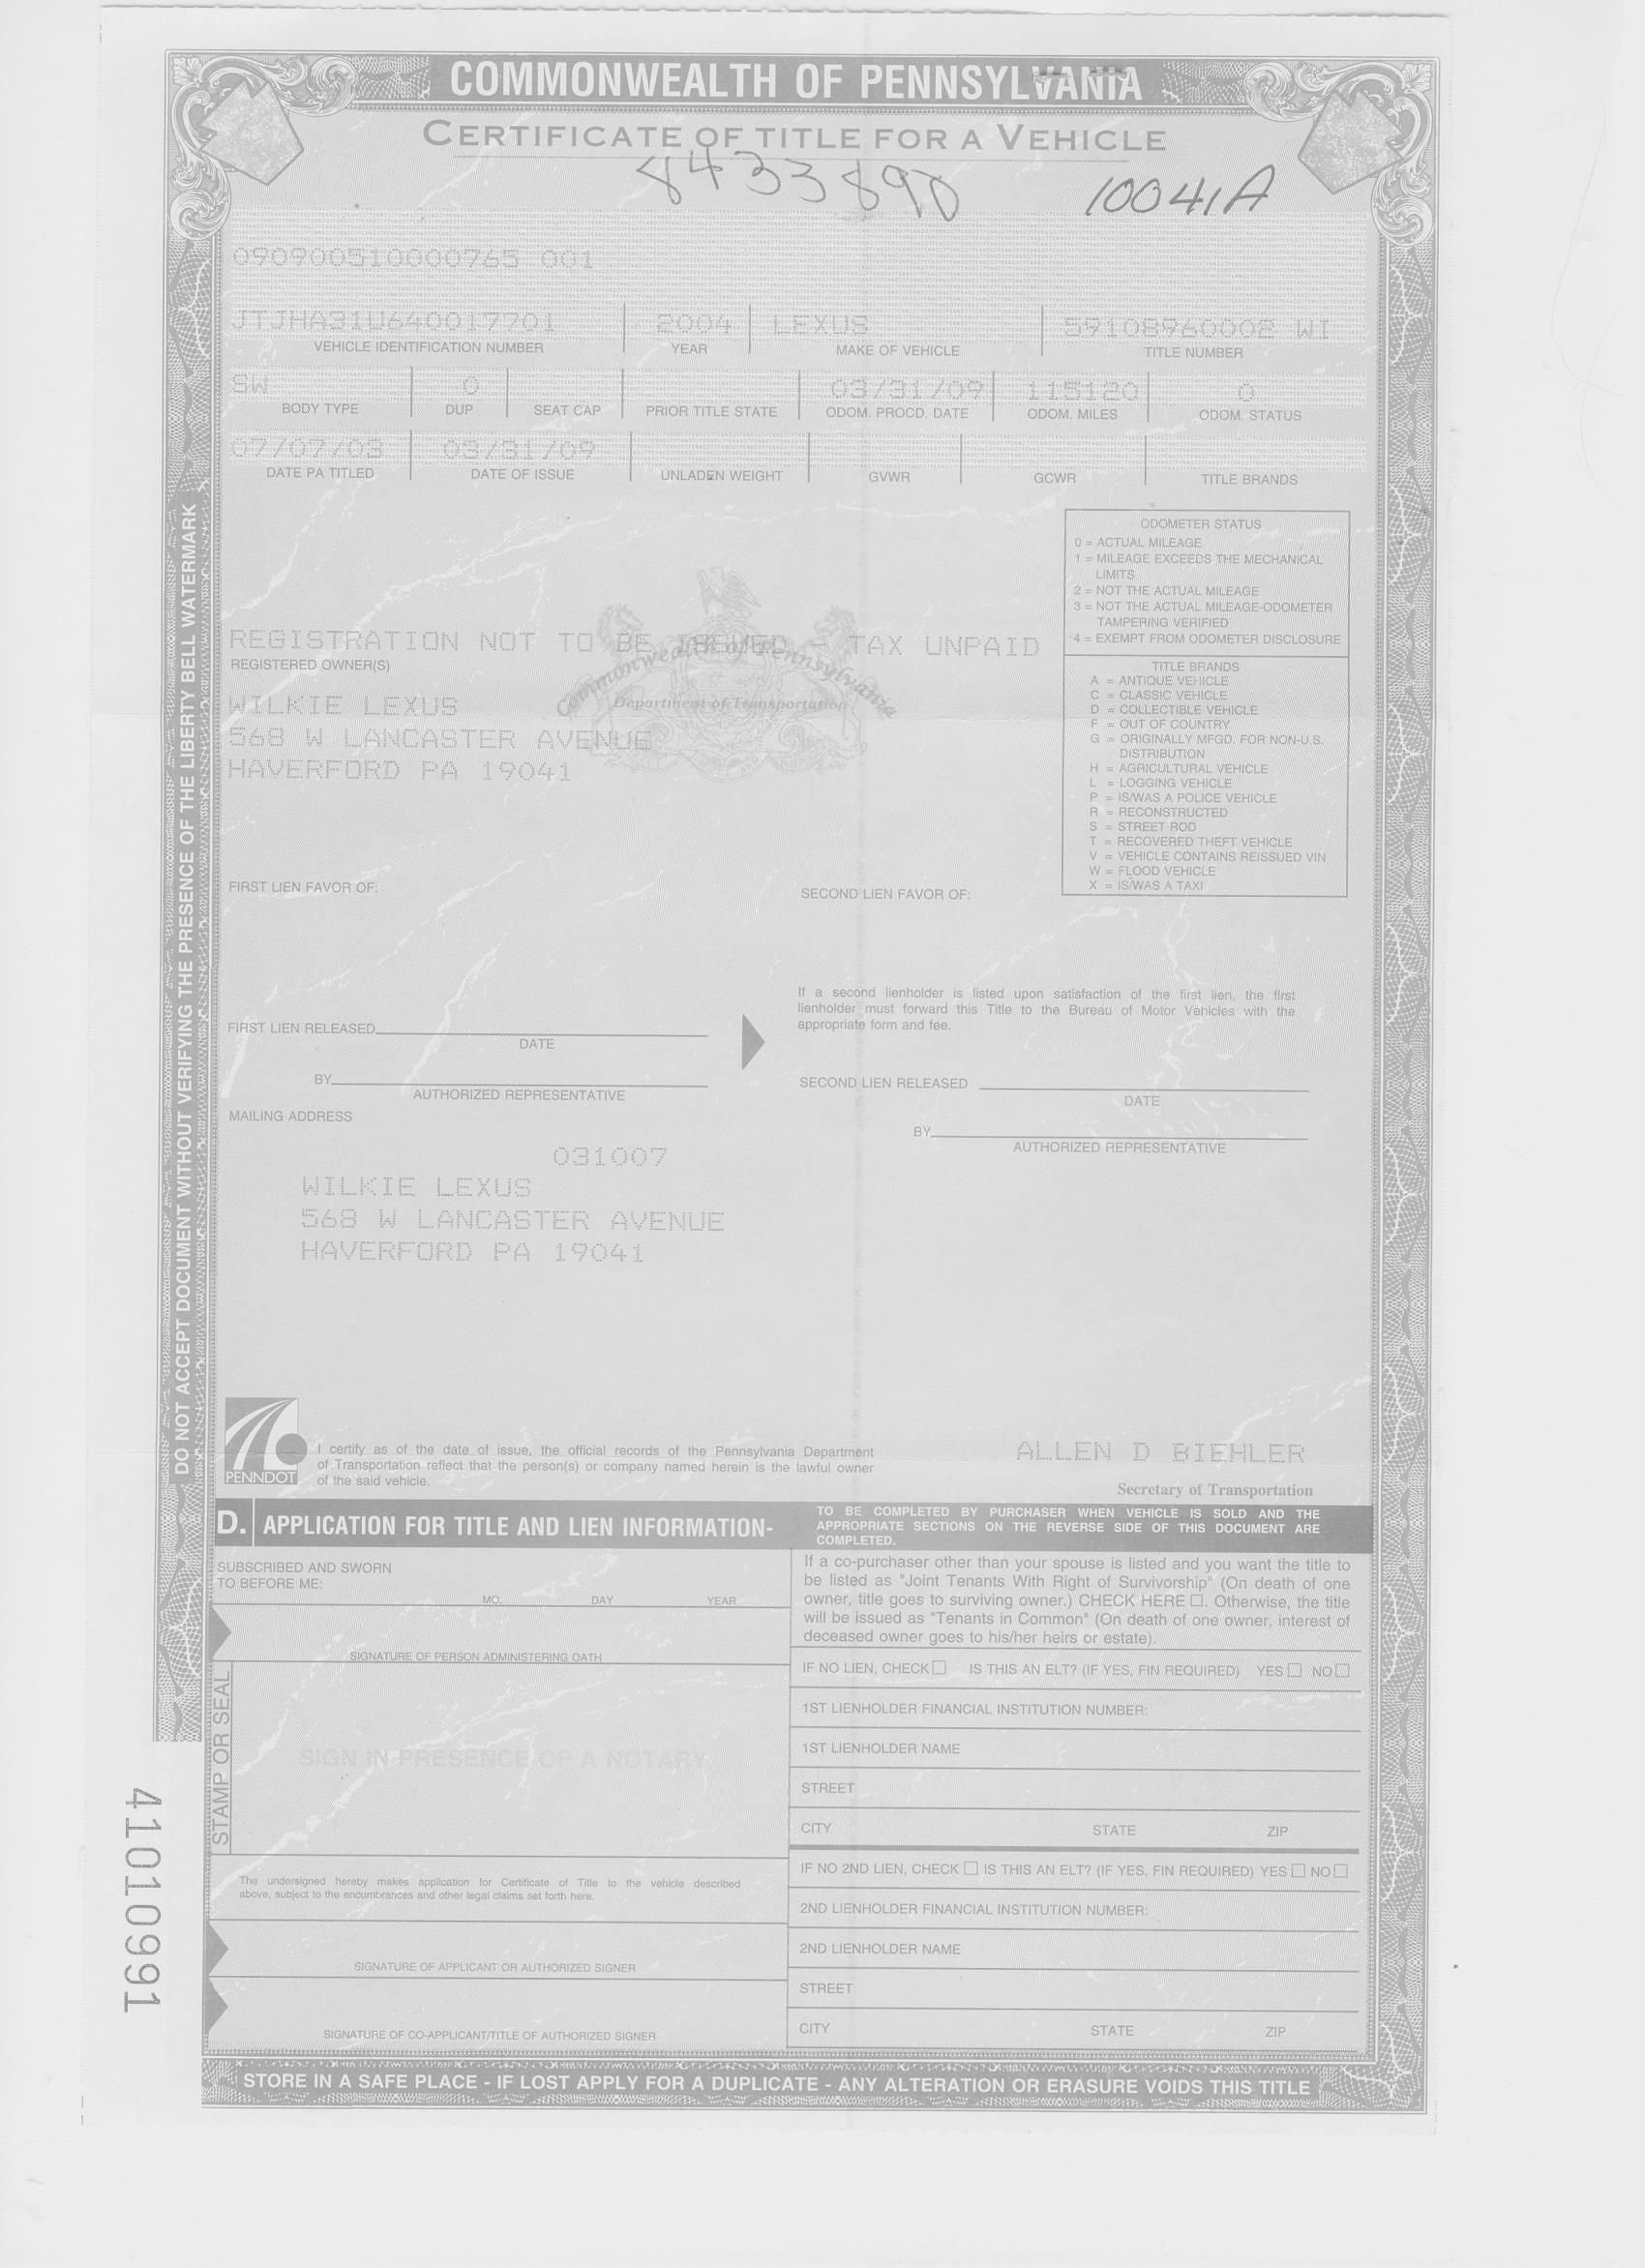 COMMONWEALTH OF PENNSYLVANIA
CERTIFICATE OF TITLE FOR A VEHICLE
8433890
10041A
090900510000765 001
JTJHA31U640017701 2004 LEXUS 59108960002 WI
VEHICLE IDENTIFICATION NUMBER YEAR MAKE OF VEHICLE TITLE NUMBER
SW 0 03/31/09 115120 0
BODY TYPE DUP SEAT CAP PRIOR TITLE STATE ODOM. PROCD. DATE ODOM. MILES ODOM. STATUS
07/07/03 03/31/09
DATE PA TITLED DATE OF ISSUE UNLADEN WEIGHT GVWR GCWR TITLE BRANDS
ODOMETER STATUS
0 = ACTUAL MILEAGE
1 = MILEAGE EXCEEDS THE MECHANICAL
LIMITS
2 = NOT THE ACTUAL MILEAGE
3 = NOT THE ACTUAL MILEAGE-ODOMETER
TAMPERING VERIFIED
4 = EXEMPT FROM ODOMETER DISCLOSURE
TITLE BRANDS
A = ANTIQUE VEHICLE
C = CLASSIC VEHICLE
D = COLLECTIBLE VEHICLE
F = OUT OF COUNTRY
G = ORIGINALLY MFGD. FOR NON-U.S.
DISTRIBUTION
H = AGRICULTURAL VEHICLE
L = LOGGING VEHICLE
P = IS/WAS A POLICE VEHICLE
R = RECONSTRUCTED
S = STREET ROD
T = RECOVERED THEFT VEHICLE
V = VEHICLE CONTAINS REISSUED VIN
W = FLOOD VEHICLE
X = IS/WAS A TAXI
REGISTRATION NOT TO BE ISSUED - TAX UNPAID
REGISTERED OWNER(S)
Commonwealth of Pennsylvania
Department of Transportation
WILKIE LEXUS
568 W LANCASTER AVENUE
HAVERFORD PA 19041
FIRST LIEN FAVOR OF:
SECOND LIEN FAVOR OF:
If a second lienholder is listed upon satisfaction of the first lien, the first
lienholder must forward this Title to the Bureau of Motor Vehicles with the
appropriate form and fee.
FIRST LIEN RELEASED
DATE
BY
AUTHORIZED REPRESENTATIVE
SECOND LIEN RELEASED
DATE
BY
AUTHORIZED REPRESENTATIVE
MAILING ADDRESS
031007
WILKIE LEXUS
568 W LANCASTER AVENUE
HAVERFORD PA 19041
DO NOT ACCEPT DOCUMENT WITHOUT VERIFYING THE PRESENCE OF THE LIBERTY BELL WATERMARK
PENNDOT
I certify as of the date of issue, the official records of the Pennsylvania Department
of Transportation reflect that the person(s) or company named herein is the lawful owner
of the said vehicle.
ALLEN D BIEHLER
Secretary of Transportation
D. APPLICATION FOR TITLE AND LIEN INFORMATION-
TO BE COMPLETED BY PURCHASER WHEN VEHICLE IS SOLD AND THE
APPROPRIATE SECTIONS ON THE REVERSE SIDE OF THIS DOCUMENT ARE
COMPLETED.
SUBSCRIBED AND SWORN
TO BEFORE ME:
MO. DAY YEAR
SIGNATURE OF PERSON ADMINISTERING OATH
STAMP OR SEAL
SIGN IN PRESENCE OF A NOTARY
The undersigned hereby makes application for Certificate of Title to the vehicle described
above, subject to the encumbrances and other legal claims set forth here.
SIGNATURE OF APPLICANT OR AUTHORIZED SIGNER
SIGNATURE OF CO-APPLICANT/TITLE OF AUTHORIZED SIGNER
If a co-purchaser other than your spouse is listed and you want the title to
be listed as "Joint Tenants With Right of Survivorship" (On death of one
owner, title goes to surviving owner.) CHECK HERE ☐. Otherwise, the title
will be issued as "Tenants in Common" (On death of one owner, interest of
deceased owner goes to his/her heirs or estate).
IF NO LIEN, CHECK ☐ IS THIS AN ELT? (IF YES, FIN REQUIRED) YES ☐ NO ☐
1ST LIENHOLDER FINANCIAL INSTITUTION NUMBER:
1ST LIENHOLDER NAME
STREET
CITY STATE ZIP
IF NO 2ND LIEN, CHECK ☐ IS THIS AN ELT? (IF YES, FIN REQUIRED) YES ☐ NO ☐
2ND LIENHOLDER FINANCIAL INSTITUTION NUMBER:
2ND LIENHOLDER NAME
STREET
CITY STATE ZIP
41010991
STORE IN A SAFE PLACE - IF LOST APPLY FOR A DUPLICATE - ANY ALTERATION OR ERASURE VOIDS THIS TITLE